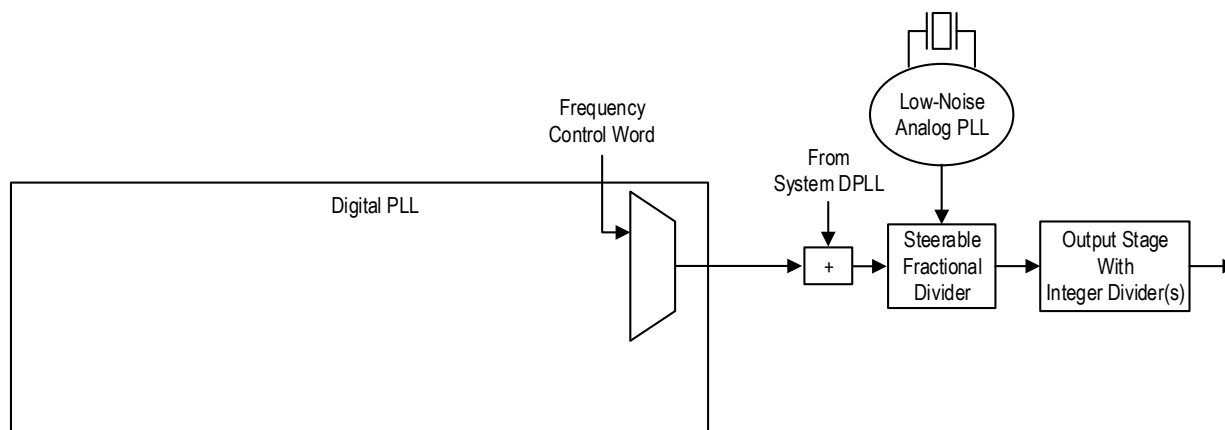 Low-Noise
Analog PLL
Frequency
Control Word
From
System DPLL
Digital PLL
+
Steerable
Fractional
Divider
Output Stage
With
Integer Divider(s)